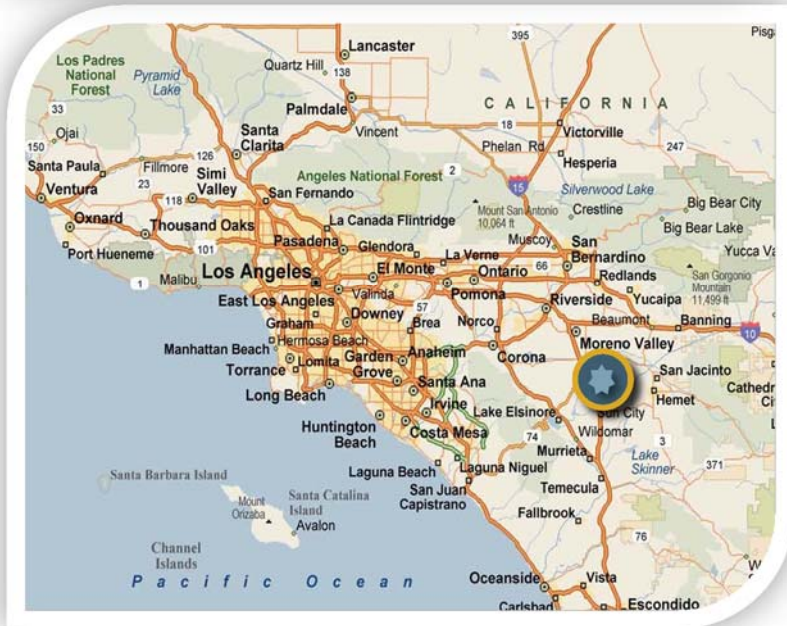 395
Pisg
Lancaster
Los Padres
National
Forest
Pyramid
Lake
Quartz Hill
138
Palmdale
CALIFORNIA
33
Ojai
150
Santa
Clarita
Vincent
18
Victorville
Phelan Rd
247
Hesperia
Santa Paula
Fillmore
126
Simi
Valley
Angeles National Forest
2
15
Silverwood Lake
Ventura
23
118
San Fernando
Mount San Antonio
10,064 ft
Crestline
Big Bear City
Oxnard
Thousand Oaks
La Canada Flintridge
Big Bear Lake
Port Hueneme
101
Pasadena
Glendora
La Verne
Muscoy
San
Bernardino
Yucca Va
1
Malibu
Los Angeles
El Monte
Ontario
66
Redlands
San Gorgonio
Mountain
11,499 ft
East Los Angeles
Valinda
57
Pomona
Riverside
Yucaipa
Graham
Downey
Brea
Norco
Beaumont
Banning
10
Manhattan Beach
Hermosa Beach
Moreno Valley
Torrance
Lomita
Garden
Grove
Anaheim
Corona
San Jacinto
Cathedr
Ci
Long Beach
Santa Ana
Hemet
Irvine
Lake Elsinore
Sun City
Huntington
Beach
Costa Mesa
74
Wildomar
3
L
Laguna Beach
Laguna Niguel
Murrieta
Lake
Skinner
371
Santa Barbara Island
San Juan
Capistrano
Temecula
Mount
Orizaba
Santa Catalina
Island
Avalon
Fallbrook
76
Channel
Islands
Pacific Ocean
Oceanside
Vista
W
Carlsbad
Escondido